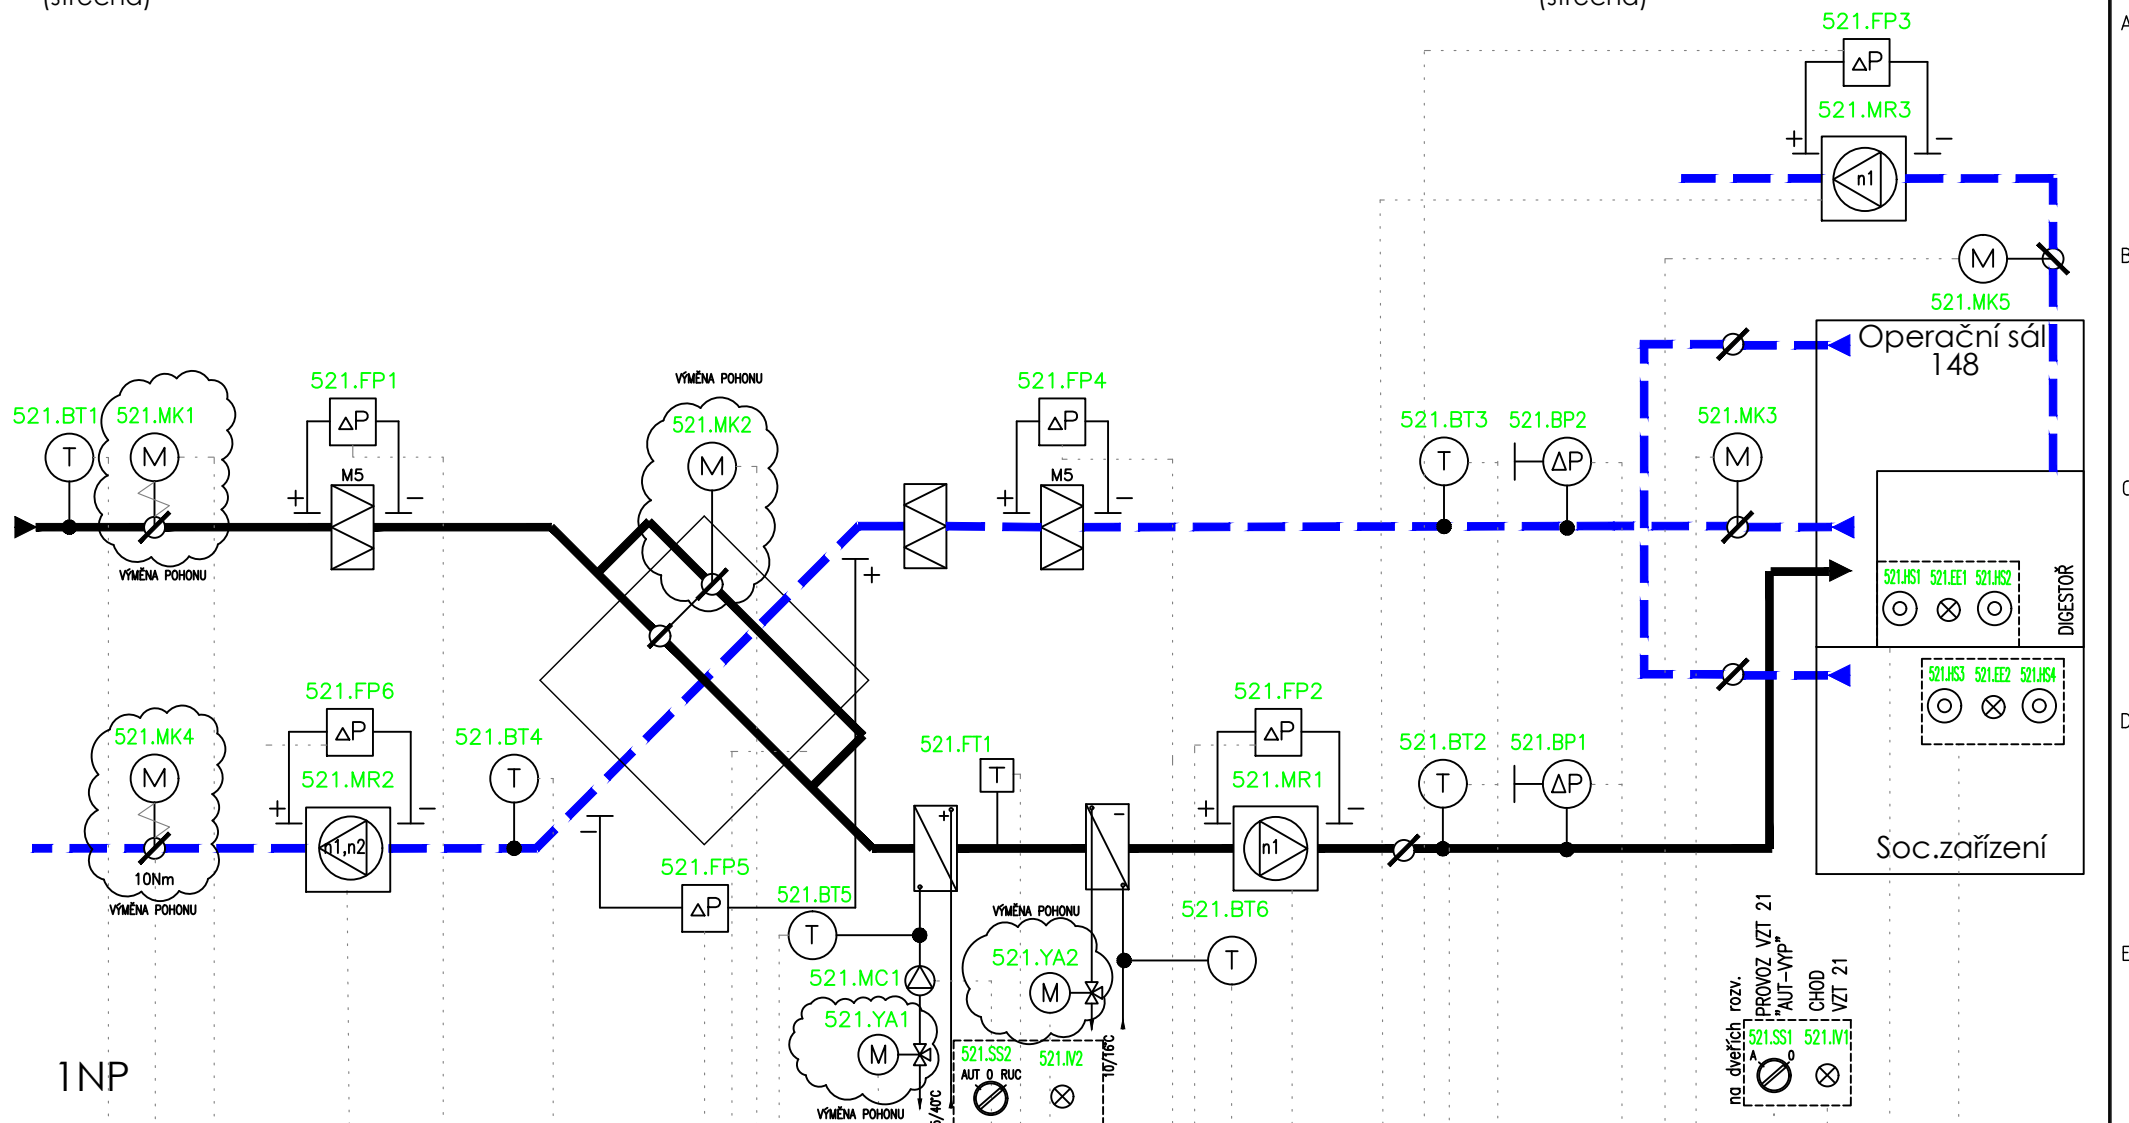 (střecha)
(střecha)
A
521.FP3
ΔP
521.MR3
+
−
n1
B
M
521.MK5
Operační sál
148
521.FP1
VÝMĚNA POHONU
521.FP4
521.BT1
521.MK1
ΔP
521.MK2
ΔP
521.BT3
521.BP2
521.MK3
T
M
M
T
ΔP
M
M5
M5
+
−
+
−
C
VÝMĚNA POHONU
+
521.HS1
521.EE1
521.HS2
DIGESTOŘ
521.HS3
521.EE2
521.HS4
521.FP6
521.FP2
D
521.MK4
ΔP
521.BT4
521.FT1
ΔP
521.BT2
521.BP1
M
521.MR2
T
T
521.MR1
T
ΔP
+
−
−
+
−
+
−
n1,n2
n1
Soc.zařízení
10Nm
VÝMĚNA POHONU
521.FP5
ΔP
521.BT5
T
VÝMĚNA POHONU
521.BT6
T
521.YA2
M
521.MC1
521.YA1
M
VÝMĚNA POHONU
E
na dveřích rozv.
PROVOZ VZT 21
"AUT-VYP"
CHOD
VZT 21
521.SS1
521.IV1
A
0
521.SS2
521.IV2
AUT 0 RUC
10/16°C
/40°C
1NP